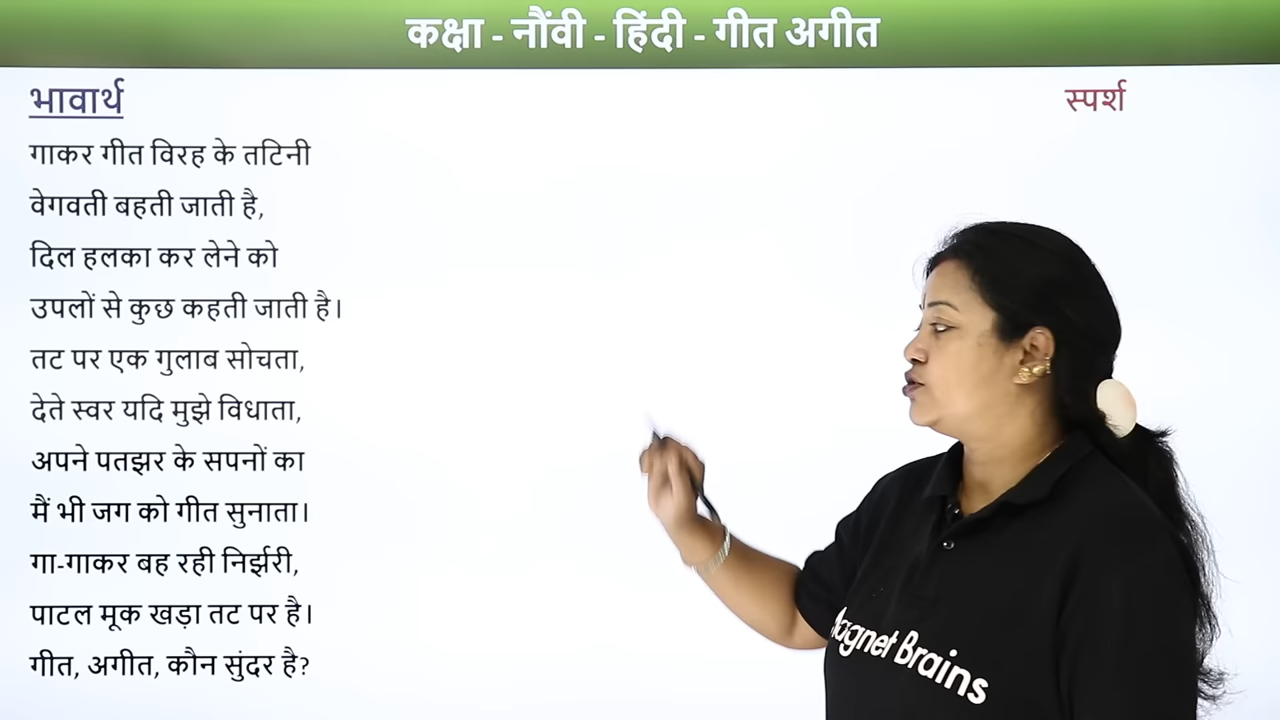 कक्षा - नौंवी - हिंदी - गीत अगीत
भावार्थ
स्पर्श
गाकर गीत विरह के तटिनी
वेगवती बहती जाती है,
दिल हलका कर लेने को
उपलों से कुछ कहती जाती है।
तट पर एक गुलाब सोचता,
देते स्वर यदि मुझे विधाता,
अपने पतझर के सपनों का
मैं भी जग को गीत सुनाता।
गा-गाकर बह रही निर्झरी,
पाटल मूक खड़ा तट पर है।
गीत, अगीत, कौन सुंदर है?
Magnet Brains